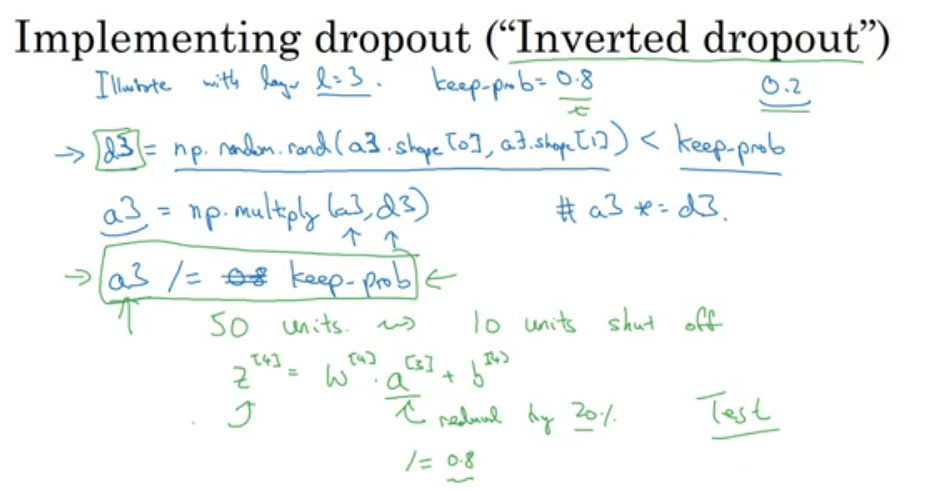 Implementing dropout (“Inverted dropout”)
Illustrate with layer l=3. keep-prob = 0.8 0.2
→ d3 = np.random.rand(a3.shape[0], a3.shape[1]) < keep-prob
a3 = np.multiply(a3, d3) # a3 *= d3.
→ a3 /= 0.8 keep-prob ←
50 units. ⇝ 10 units shut off
z^[4] = W^[4] · a^[3] + b^[4]
reduced by 20%. Test
/= 0.8